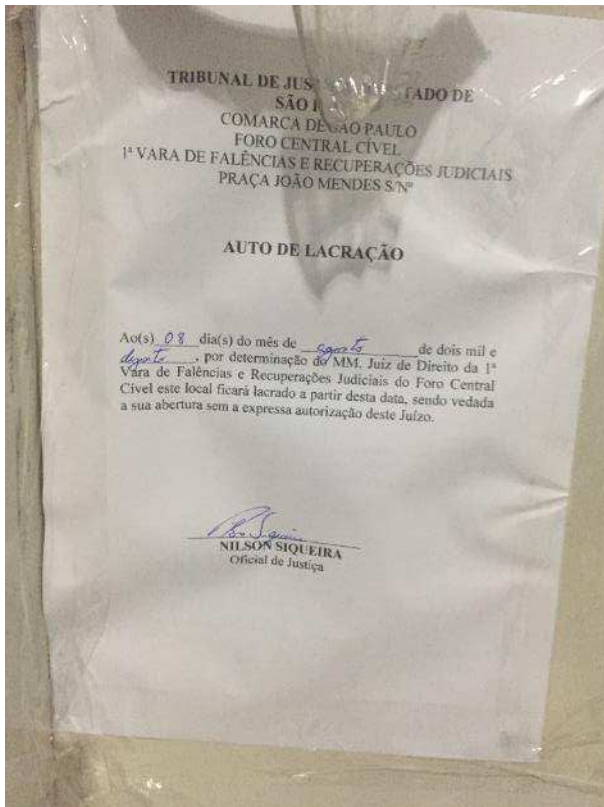 TRIBUNAL DE JUS TADO DE
SÃO
COMARCA DE SÃO PAULO
FORO CENTRAL CÍVEL
1ª VARA DE FALÊNCIAS E RECUPERAÇÕES JUDICIAIS
PRAÇA JOÃO MENDES S/Nº
AUTO DE LACRAÇÃO
Ao(s) 08 dia(s) do mês de agosto de dois mil e
, por determinação do MM. Juiz de Direito da 1ª
Vara de Falências e Recuperações Judiciais do Foro Central
Cível este local ficará lacrado a partir desta data, sendo vedada
a sua abertura sem a expressa autorização deste Juízo.
NILSON SIQUEIRA
Oficial de Justiça